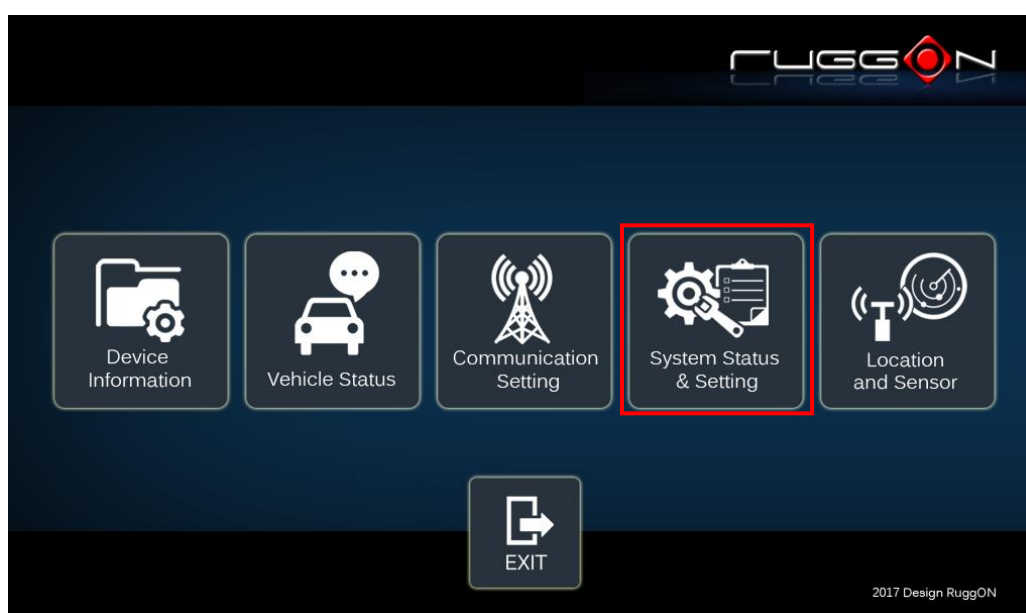 ruggON
Device
Information
Vehicle Status
Communication
Setting
System Status
& Setting
Location
and Sensor
EXIT
2017 Design RuggON